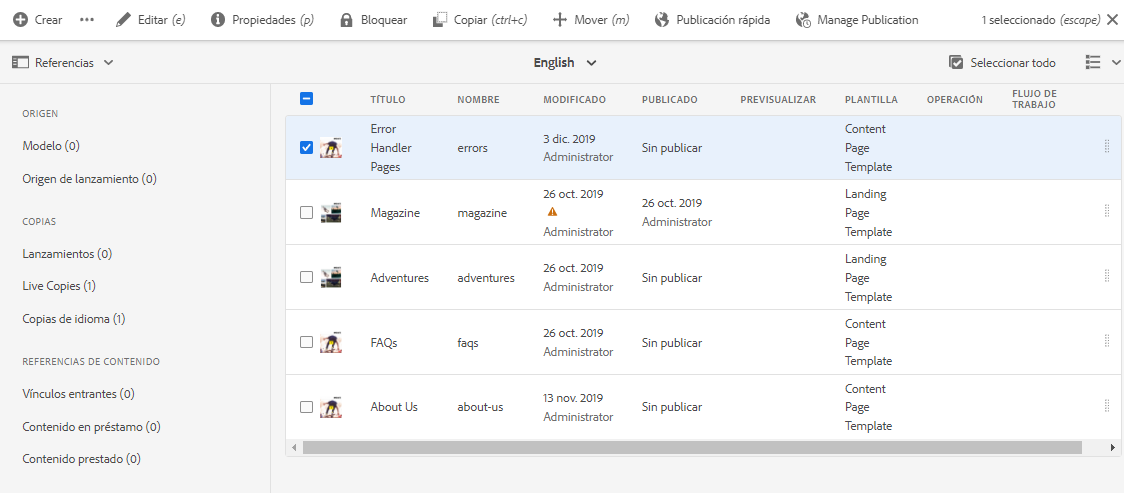 Crear ••• Editar (e) Propiedades (p) Bloquear Copiar (ctrl+c) Mover (m) Publicación rápida Manage Publication 1 seleccionado (escape)
Referencias English Seleccionar todo
ORIGEN
Modelo (0)
Origen de lanzamiento (0)
COPIAS
Lanzamientos (0)
Live Copies (1)
Copias de idioma (1)
REFERENCIAS DE CONTENIDO
Vínculos entrantes (0)
Contenido en préstamo (0)
Contenido prestado (0)
TÍTULO NOMBRE MODIFICADO PUBLICADO PREVISUALIZAR PLANTILLA OPERACIÓN FLUJO DE
TRABAJO
Error Content
3 dic. 2019
Handler errors Sin publicar Page
Administrator
Pages Template
26 oct. 2019 Landing
26 oct. 2019
Magazine magazine Page
Administrator
Administrator Template
Landing
26 oct. 2019
Adventures adventures Sin publicar Page
Administrator
Template
Content
26 oct. 2019
FAQs faqs Sin publicar Page
Administrator
Template
Content
13 nov. 2019
About Us about-us Sin publicar Page
Administrator
Template